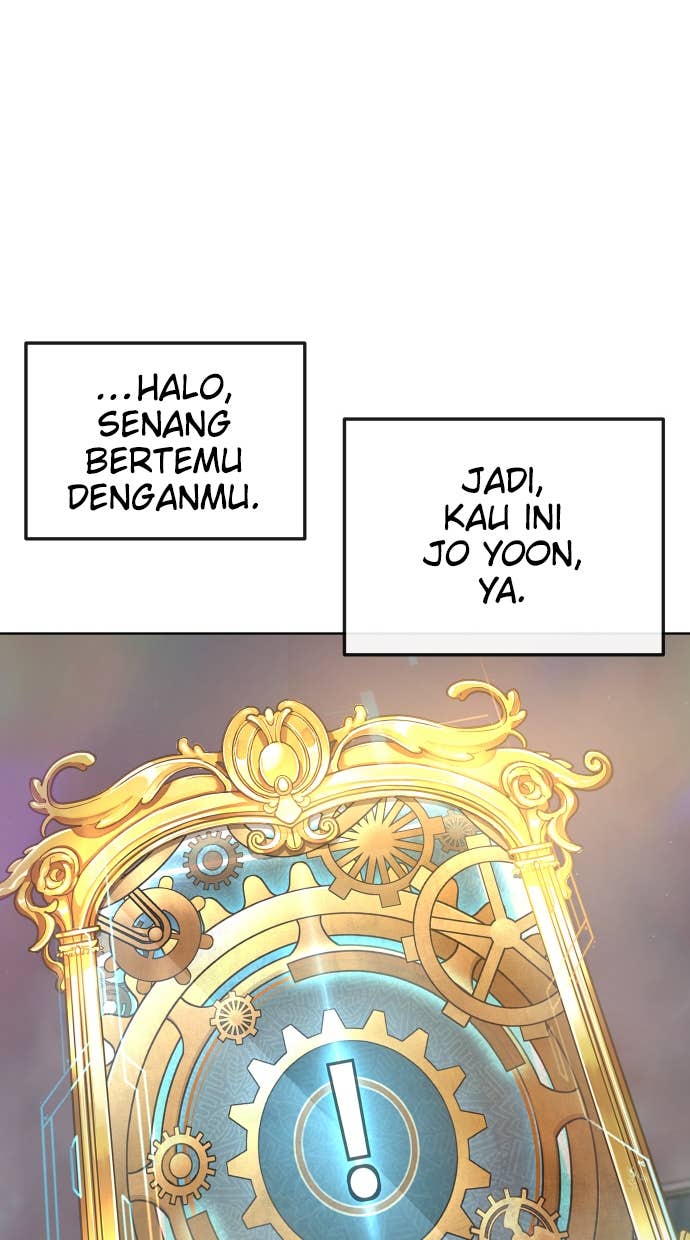 ...HALO,
SENANG
BERTEMU
DENGANMU.
JADI,
KAU INI
JO YOON,
YA.
!